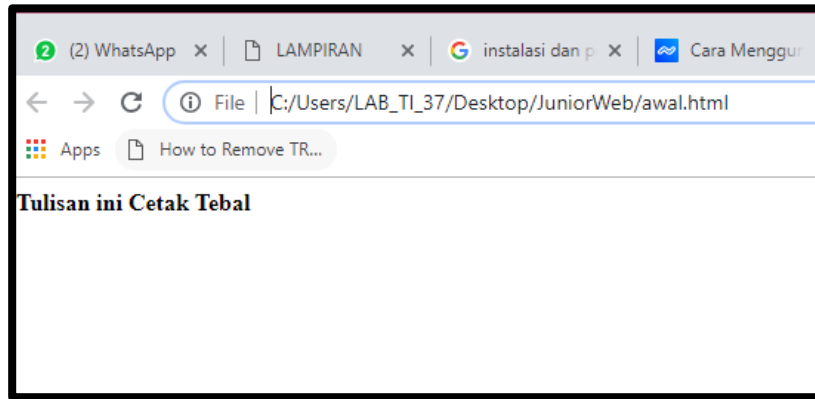 (2) WhatsApp LAMPIRAN instalasi dan p Cara Menggun
File C:/Users/LAB_TI_37/Desktop/JuniorWeb/awal.html
Apps How to Remove TR...
Tulisan ini Cetak Tebal